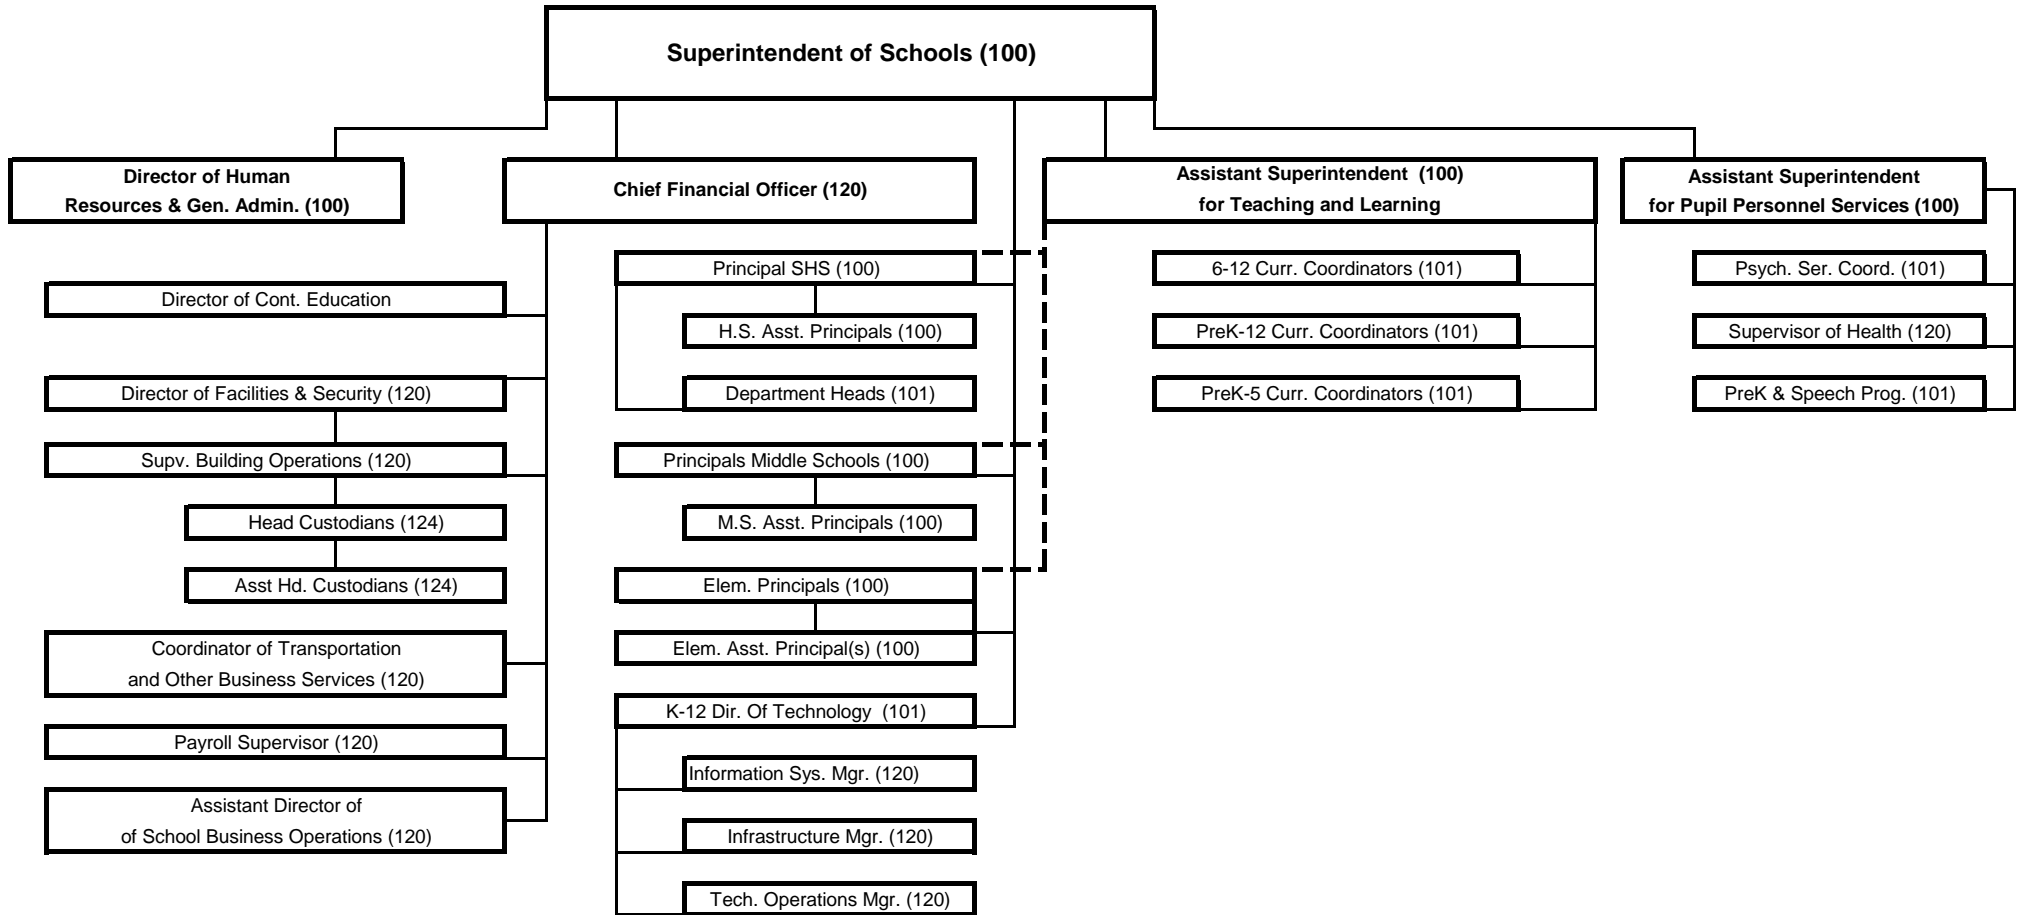 Superintendent of Schools (100)
Director of Human
Resources & Gen. Admin. (100)
Chief Financial Officer (120)
Assistant Superintendent (100)
for Teaching and Learning
Assistant Superintendent
for Pupil Personnel Services (100)
Director of Cont. Education
Director of Facilities & Security (120)
Supv. Building Operations (120)
Head Custodians (124)
Asst Hd. Custodians (124)
Coordinator of Transportation
and Other Business Services (120)
Payroll Supervisor (120)
Assistant Director of
of School Business Operations (120)
Principal SHS (100)
H.S. Asst. Principals (100)
Department Heads (101)
Principals Middle Schools (100)
M.S. Asst. Principals (100)
Elem. Principals (100)
Elem. Asst. Principal(s) (100)
K-12 Dir. Of Technology (101)
Information Sys. Mgr. (120)
Infrastructure Mgr. (120)
Tech. Operations Mgr. (120)
6-12 Curr. Coordinators (101)
PreK-12 Curr. Coordinators (101)
PreK-5 Curr. Coordinators (101)
Psych. Ser. Coord. (101)
Supervisor of Health (120)
PreK & Speech Prog. (101)